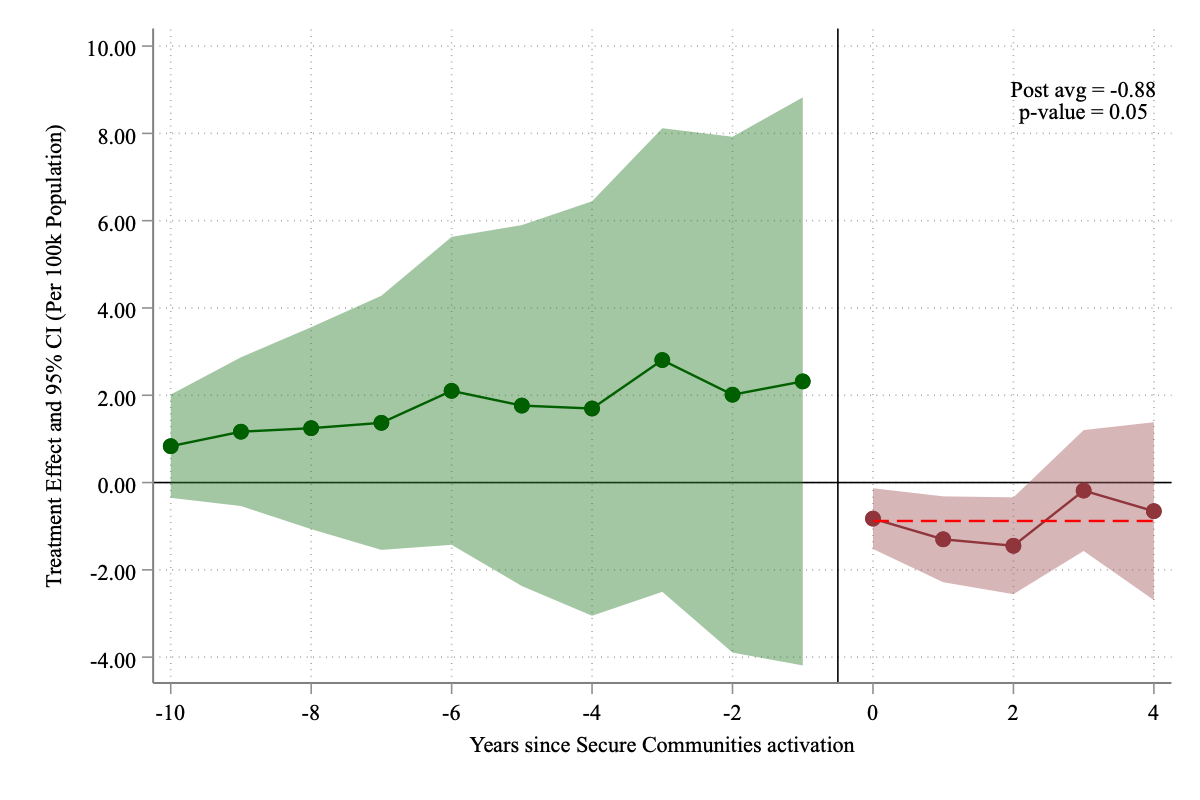 Treatment Effect and 95% CI (Per 100k Population)
10.00
8.00
6.00
4.00
2.00
0.00
-2.00
-4.00
Post avg = -0.88
p-value = 0.05
-10 -8 -6 -4 -2 0 2 4
Years since Secure Communities activation